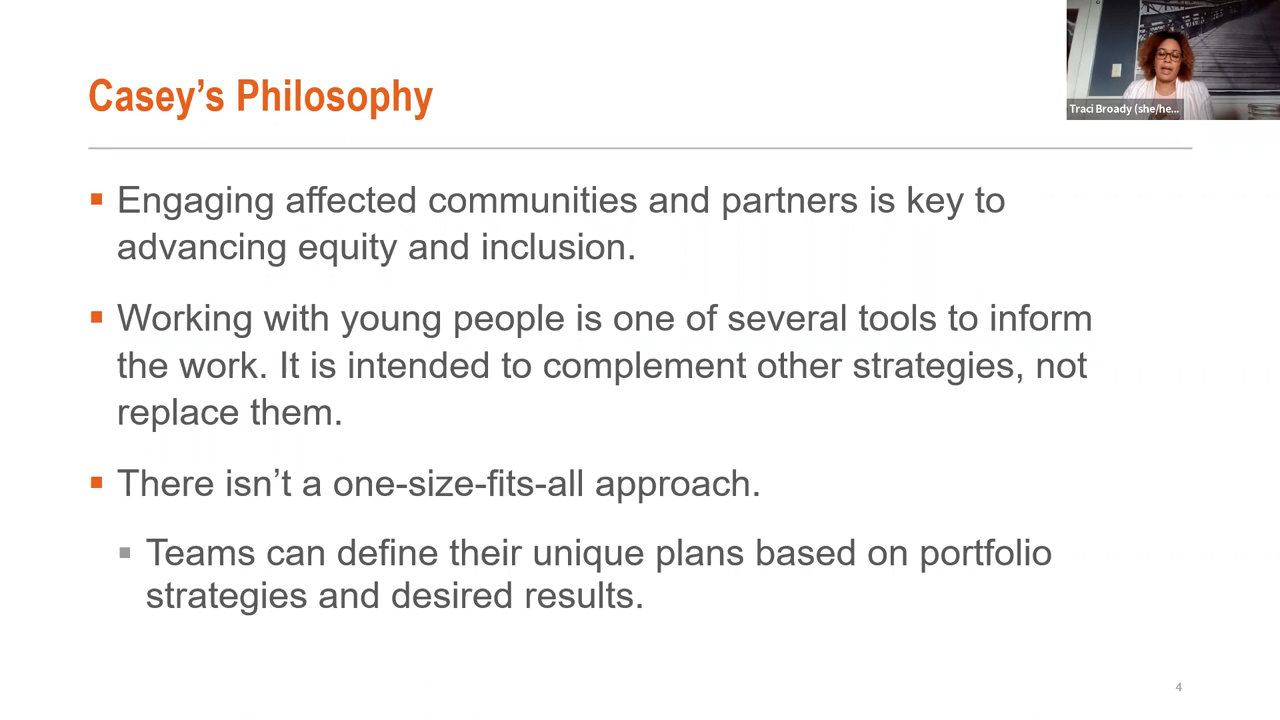 Casey’s Philosophy
Traci Broady (she/he...
Engaging affected communities and partners is key to
advancing equity and inclusion.
Working with young people is one of several tools to inform
the work. It is intended to complement other strategies, not
replace them.
There isn’t a one-size-fits-all approach.
Teams can define their unique plans based on portfolio
strategies and desired results.
4